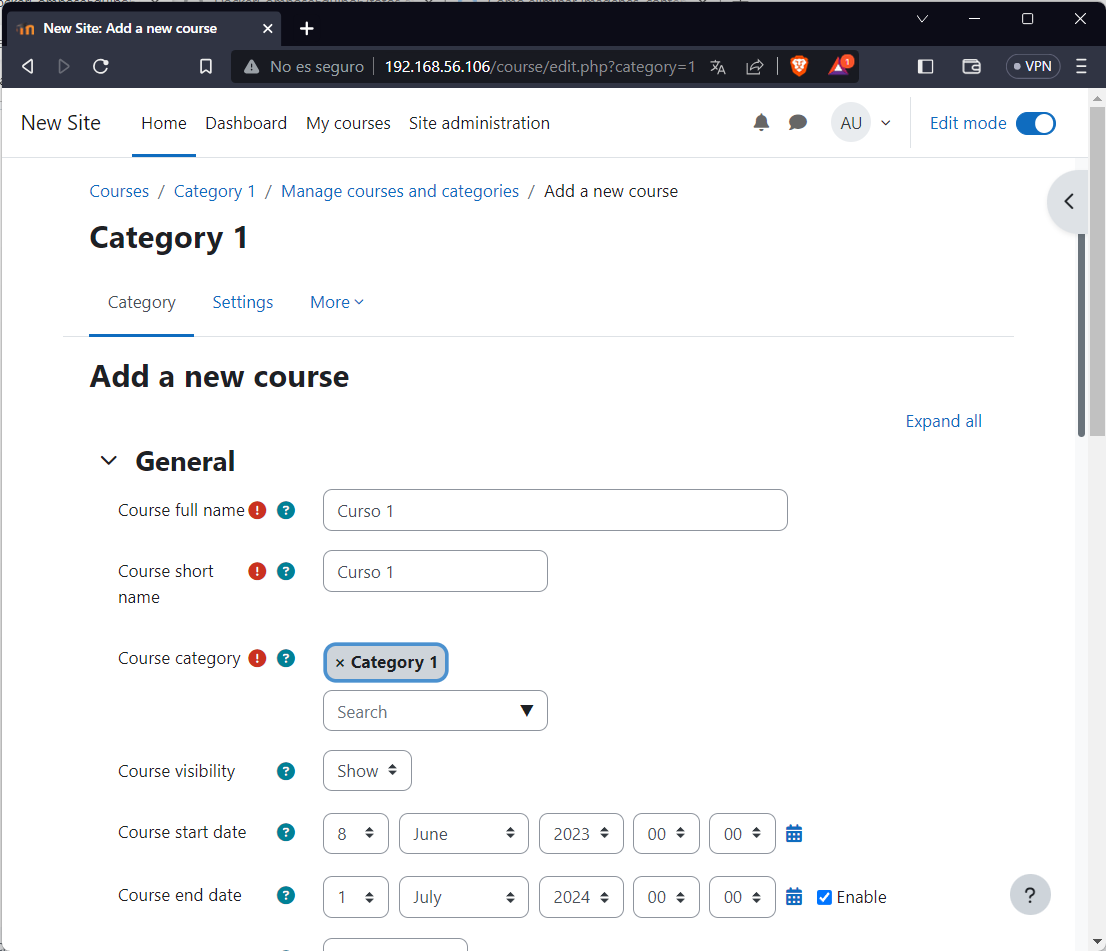 New Site: Add a new course
No es seguro 192.168.56.106/course/edit.php?category=1 1 VPN
New Site Home Dashboard My courses Site administration AU Edit mode
Courses / Category 1 / Manage courses and categories / Add a new course
Category 1
Category Settings More
Add a new course
Expand all
General
Course full name ! ? Curso 1
Course short name ! ? Curso 1
Course category ! ? × Category 1
Search
Course visibility ? Show
Course start date ? 8 June 2023 00 00
Course end date ? 1 July 2024 00 00 Enable
?